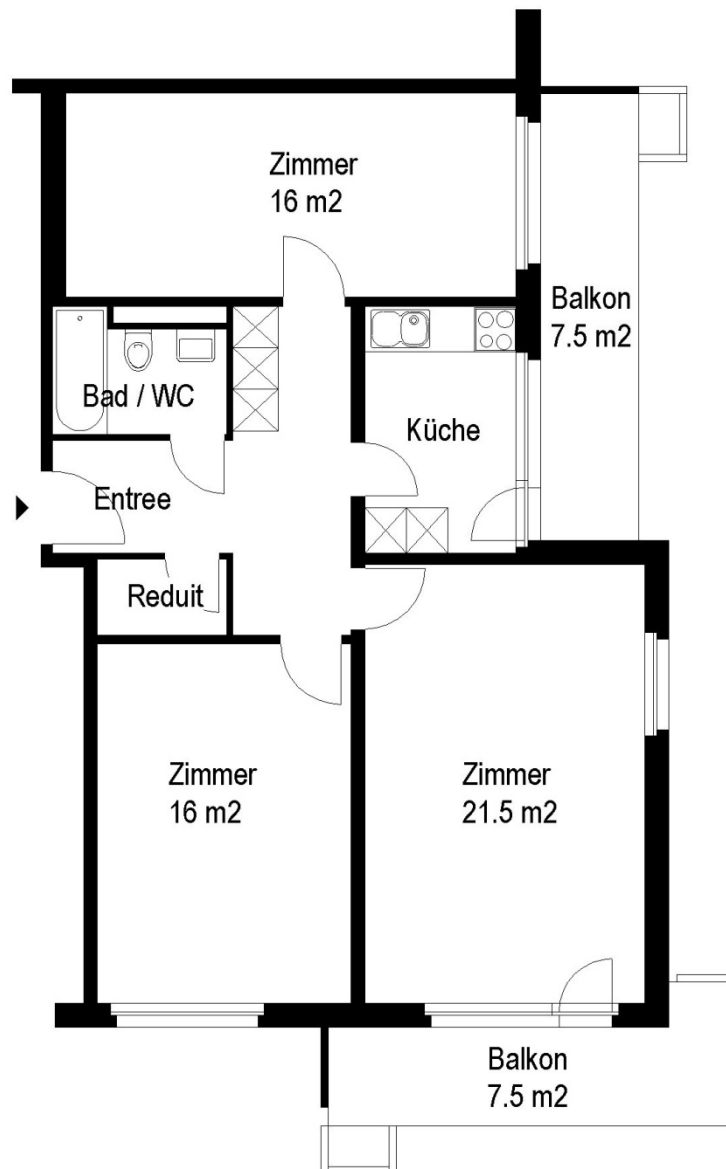 Zimmer
16 m2
Balkon
7.5 m2
Bad / WC
Küche
Entree
Reduit
Zimmer
16 m2
Zimmer
21.5 m2
Balkon
7.5 m2